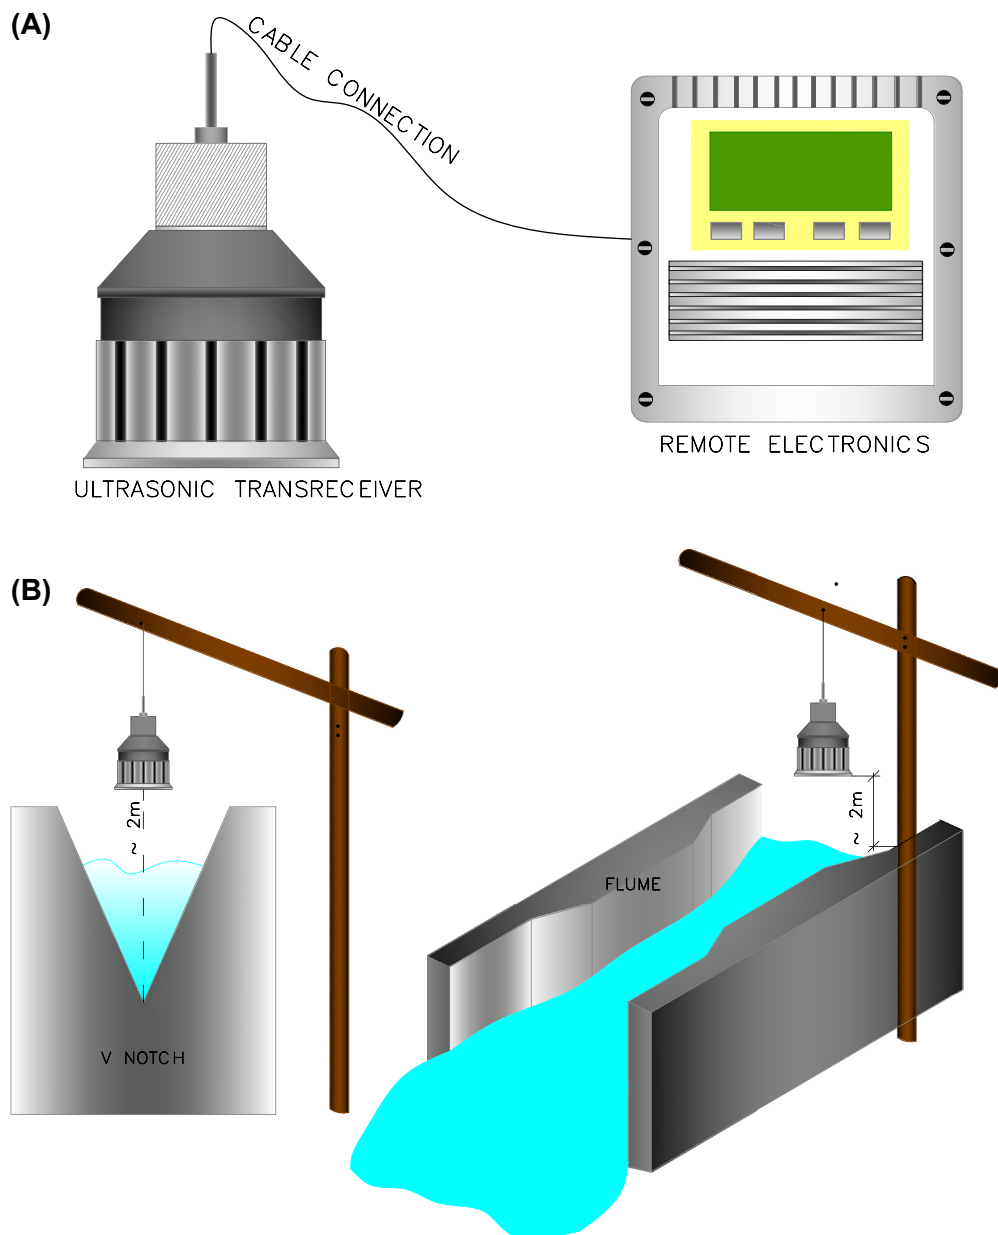 (A)
CABLE CONNECTION
REMOTE ELECTRONICS
ULTRASONIC TRANSRECEIVER
(B)
~ 2m
~ 2m
FLUME
V NOTCH